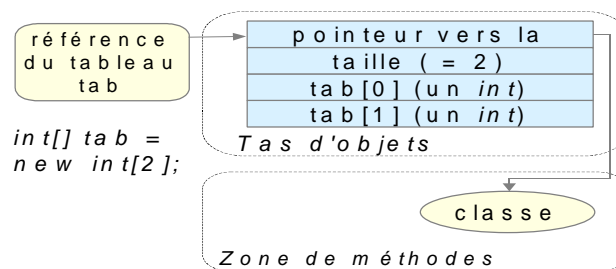 référence
du tableau
tab
pointeur vers la
taille ( = 2 )
tab[0] (un int)
tab[1] (un int)
int[] tab =
new int[2];
Tas d'objets
classe
Zone de méthodes